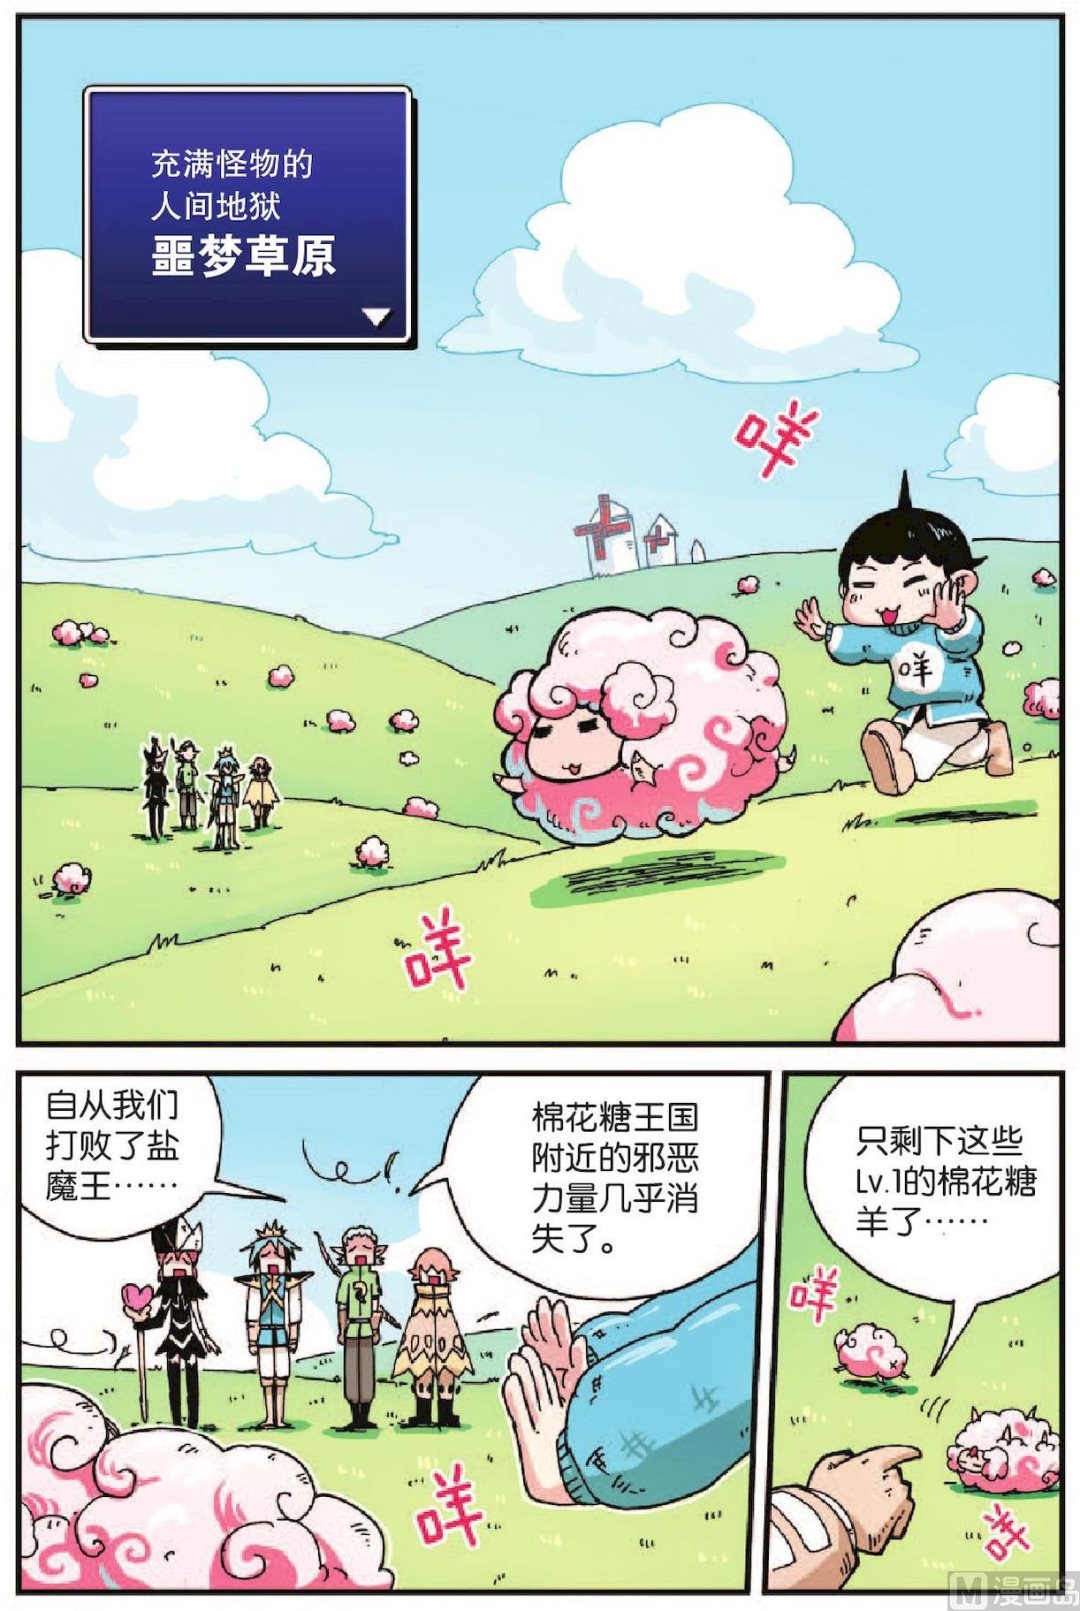 充满怪物的
人间地狱
噩梦草原
咩
咩
咩
自从我们
打败了盐
魔王……
棉花糖王国
附近的邪恶
力量几乎消
失了。
咩
只剩下这些
Lv.1的棉花糖
羊了……
咩
咩
漫画岛